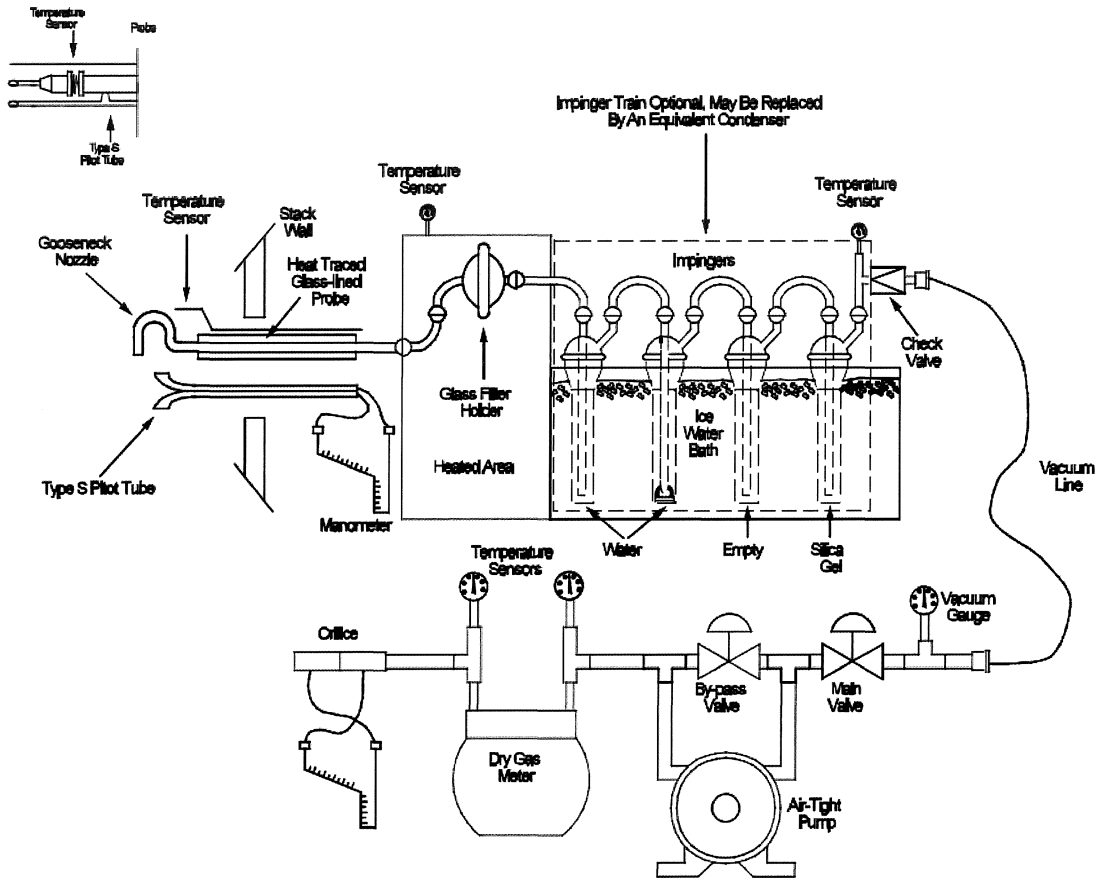 Temperature
Sensor
Probe
Type S
Pitot Tube
Impinger Train Optional, May Be Replaced
By An Equivalent Condenser
Temperature
Sensor
Temperature
Sensor
Temperature
Sensor
Stack
Wall
Gooseneck
Nozzle
Heat Traced
Glass-lined
Probe
Impingers
Check
Valve
Glass Filter
Holder
Ice
Water
Bath
Heated Area
Type S Pitot Tube
Vacuum
Line
Manometer
Water
Empty
Silica
Gel
Temperature
Sensors
Vacuum
Gauge
Orifice
By-pass
Valve
Main
Valve
Dry Gas
Meter
Air-Tight
Pump